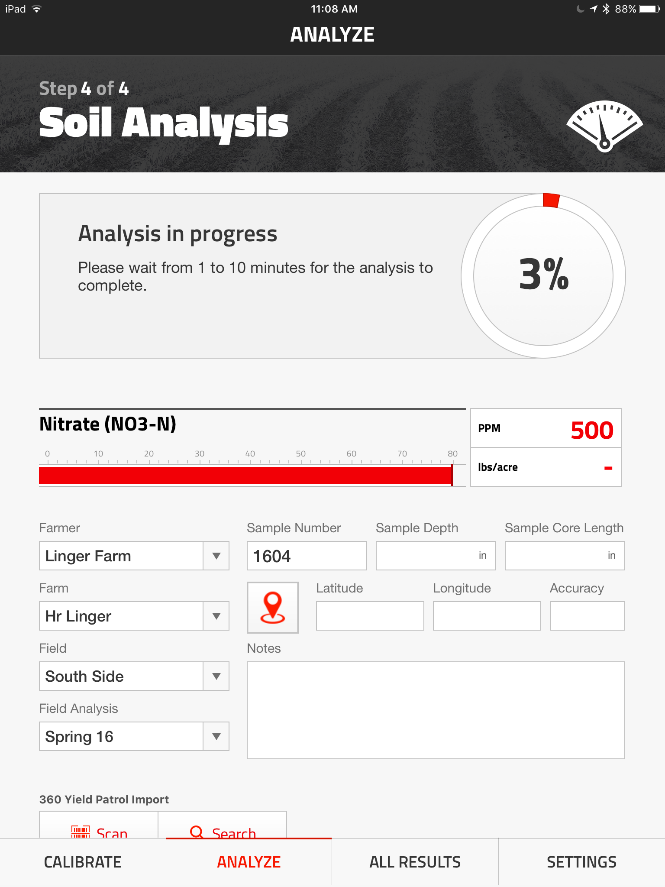 iPad 11:08 AM 88%
ANALYZE
Step 4 of 4
Soil Analysis
Analysis in progress
Please wait from 1 to 10 minutes for the analysis to
complete.
3%
Nitrate (NO3-N)
0 10 20 30 40 50 60 70 80
PPM 500
lbs/acre -
Farmer Sample Number Sample Depth Sample Core Length
Linger Farm 1604 in in
Farm Latitude Longitude Accuracy
Hr Linger
Field Notes
South Side
Field Analysis
Spring 16
360 Yield Patrol Import
Scan Search
CALIBRATE ANALYZE ALL RESULTS SETTINGS